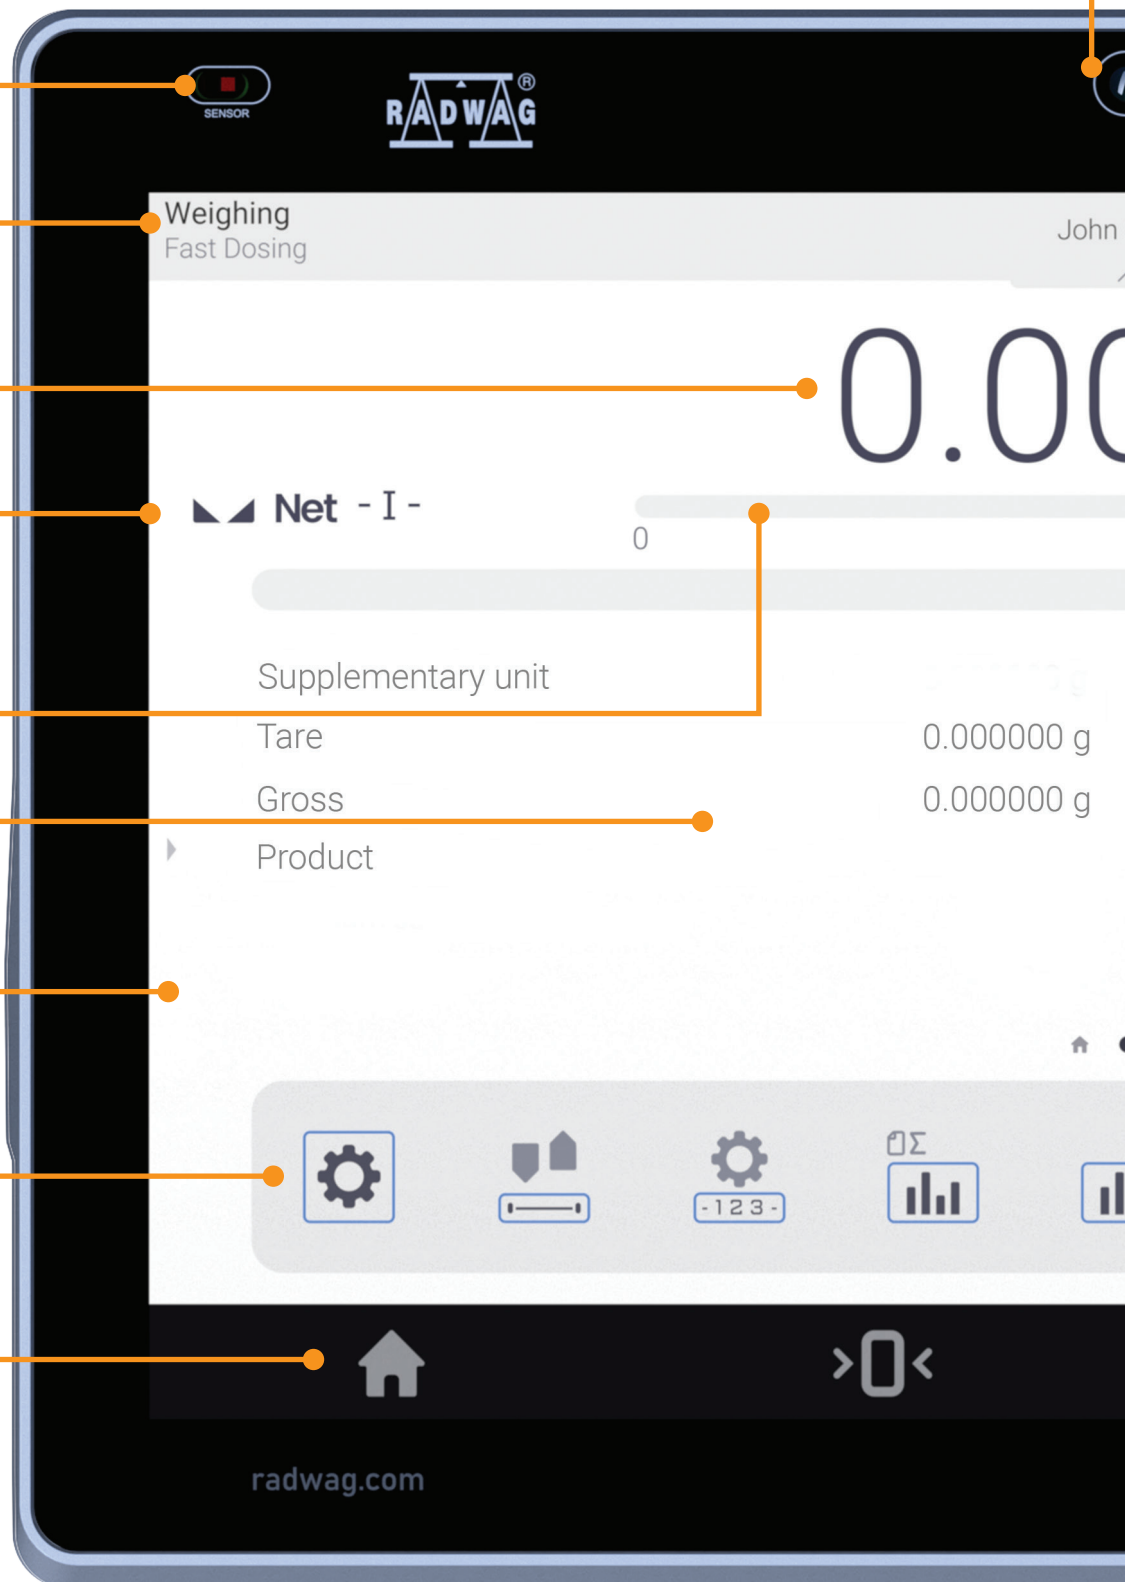 SENSOR
RADWAG®
Weighing
Fast Dosing
John
0.00
Net -I-
0
Supplementary unit
Tare 0.000000 g
Gross 0.000000 g
Product
Σ
-123-
>0<
radwag.com